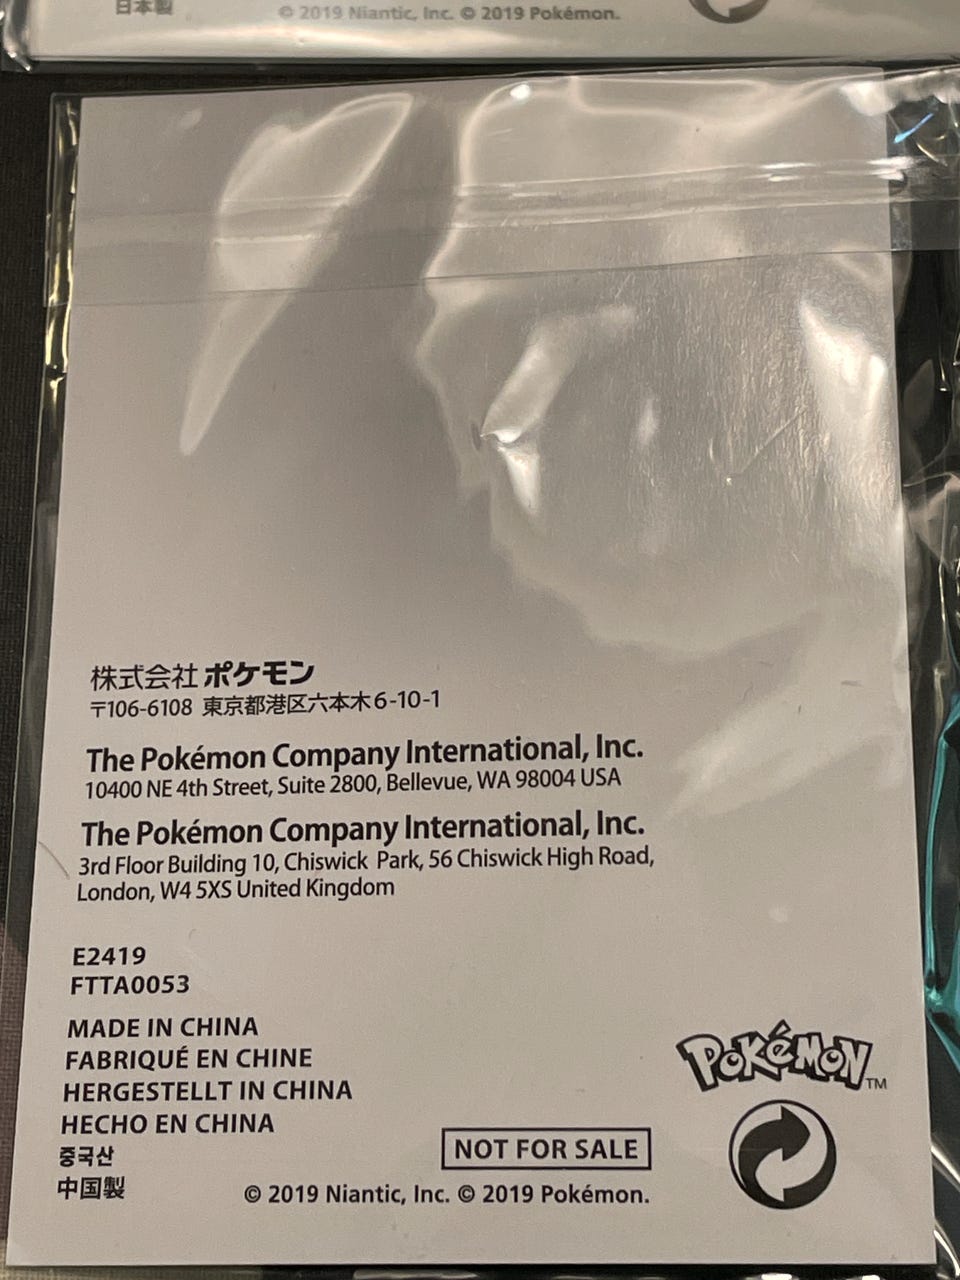 日本製
© 2019 Niantic, Inc. © 2019 Pokémon.
株式会社 ポケモン
〒106-6108 東京都港区六本木6-10-1
The Pokémon Company International, Inc.
10400 NE 4th Street, Suite 2800, Bellevue, WA 98004 USA
The Pokémon Company International, Inc.
3rd Floor Building 10, Chiswick Park, 56 Chiswick High Road,
London, W4 5XS United Kingdom
E2419
FTTA0053
MADE IN CHINA
FABRIQUÉ EN CHINE
HERGESTELLT IN CHINA
HECHO EN CHINA
중국산
中国製
NOT FOR SALE
© 2019 Niantic, Inc. © 2019 Pokémon.
POKéMON TM